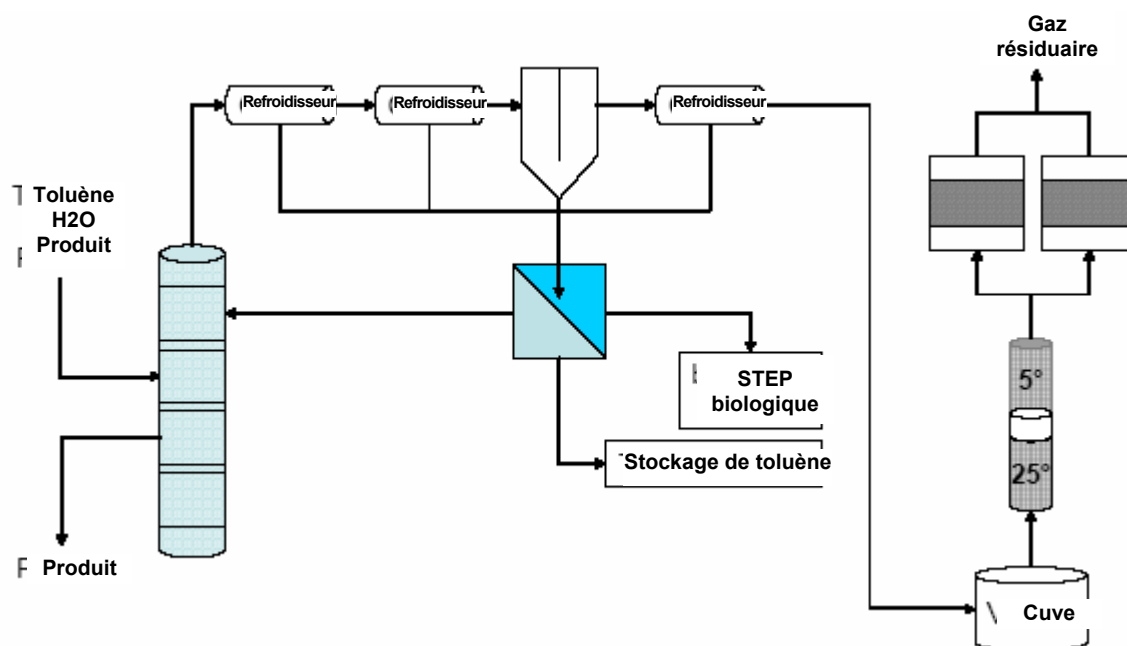 Gaz
résiduaire
Refroidisseur
Refroidisseur
Refroidisseur
Toluène
H2O
Produit
5°
25°
STEP
biologique
Stockage de toluène
Produit
Cuve